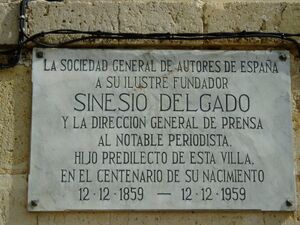 LA SOCIEDAD GENERAL DE AUTORES DE ESPAÑA
A SU ILUSTRE FUNDADOR
SINESIO DELGADO
Y LA DIRECCION GENERAL DE PRENSA
AL NOTABLE PERIODISTA.
HIJO PREDILECTO DE ESTA VILLA.
EN EL CENTENARIO DE SU NACIMIENTO
12-12-1859 — 12-12-1959